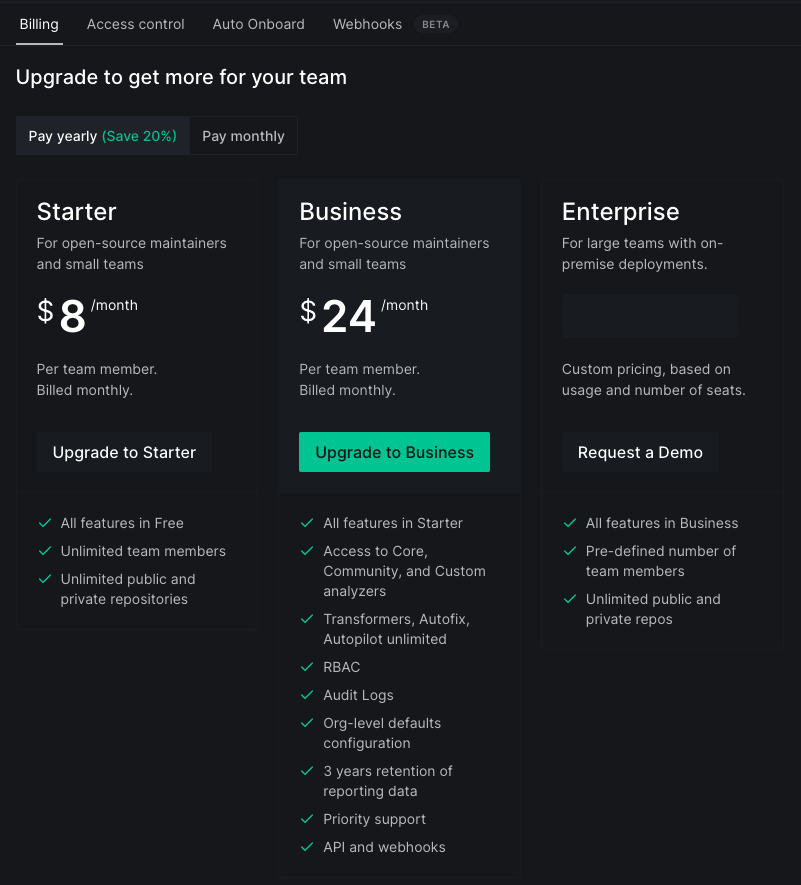 Billing Access control Auto Onboard Webhooks BETA
Upgrade to get more for your team
Pay yearly (Save 20%) Pay monthly
Starter
For open-source maintainers
and small teams
$ 8 /month
Per team member.
Billed monthly.
Upgrade to Starter
All features in Free
Unlimited team members
Unlimited public and
private repositories
Business
For open-source maintainers
and small teams
$ 24 /month
Per team member.
Billed monthly.
Upgrade to Business
All features in Starter
Access to Core,
Community, and Custom
analyzers
Transformers, Autofix,
Autopilot unlimited
RBAC
Audit Logs
Org-level defaults
configuration
3 years retention of
reporting data
Priority support
API and webhooks
Enterprise
For large teams with on-
premise deployments.
Custom pricing, based on
usage and number of seats.
Request a Demo
All features in Business
Pre-defined number of
team members
Unlimited public and
private repos